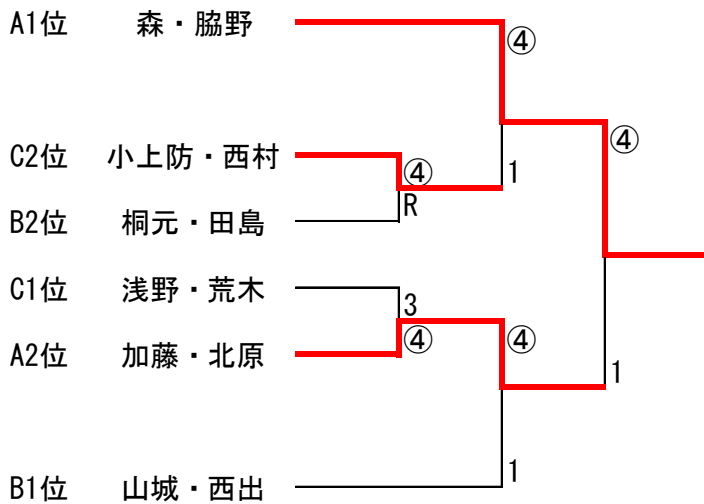 A1位 森・脇野
④
④
C2位 小上防・西村
④
1
B2位 桐元・田島
R
C1位 浅野・荒木
3
A2位 加藤・北原
④
④
1
B1位 山城・西出
1